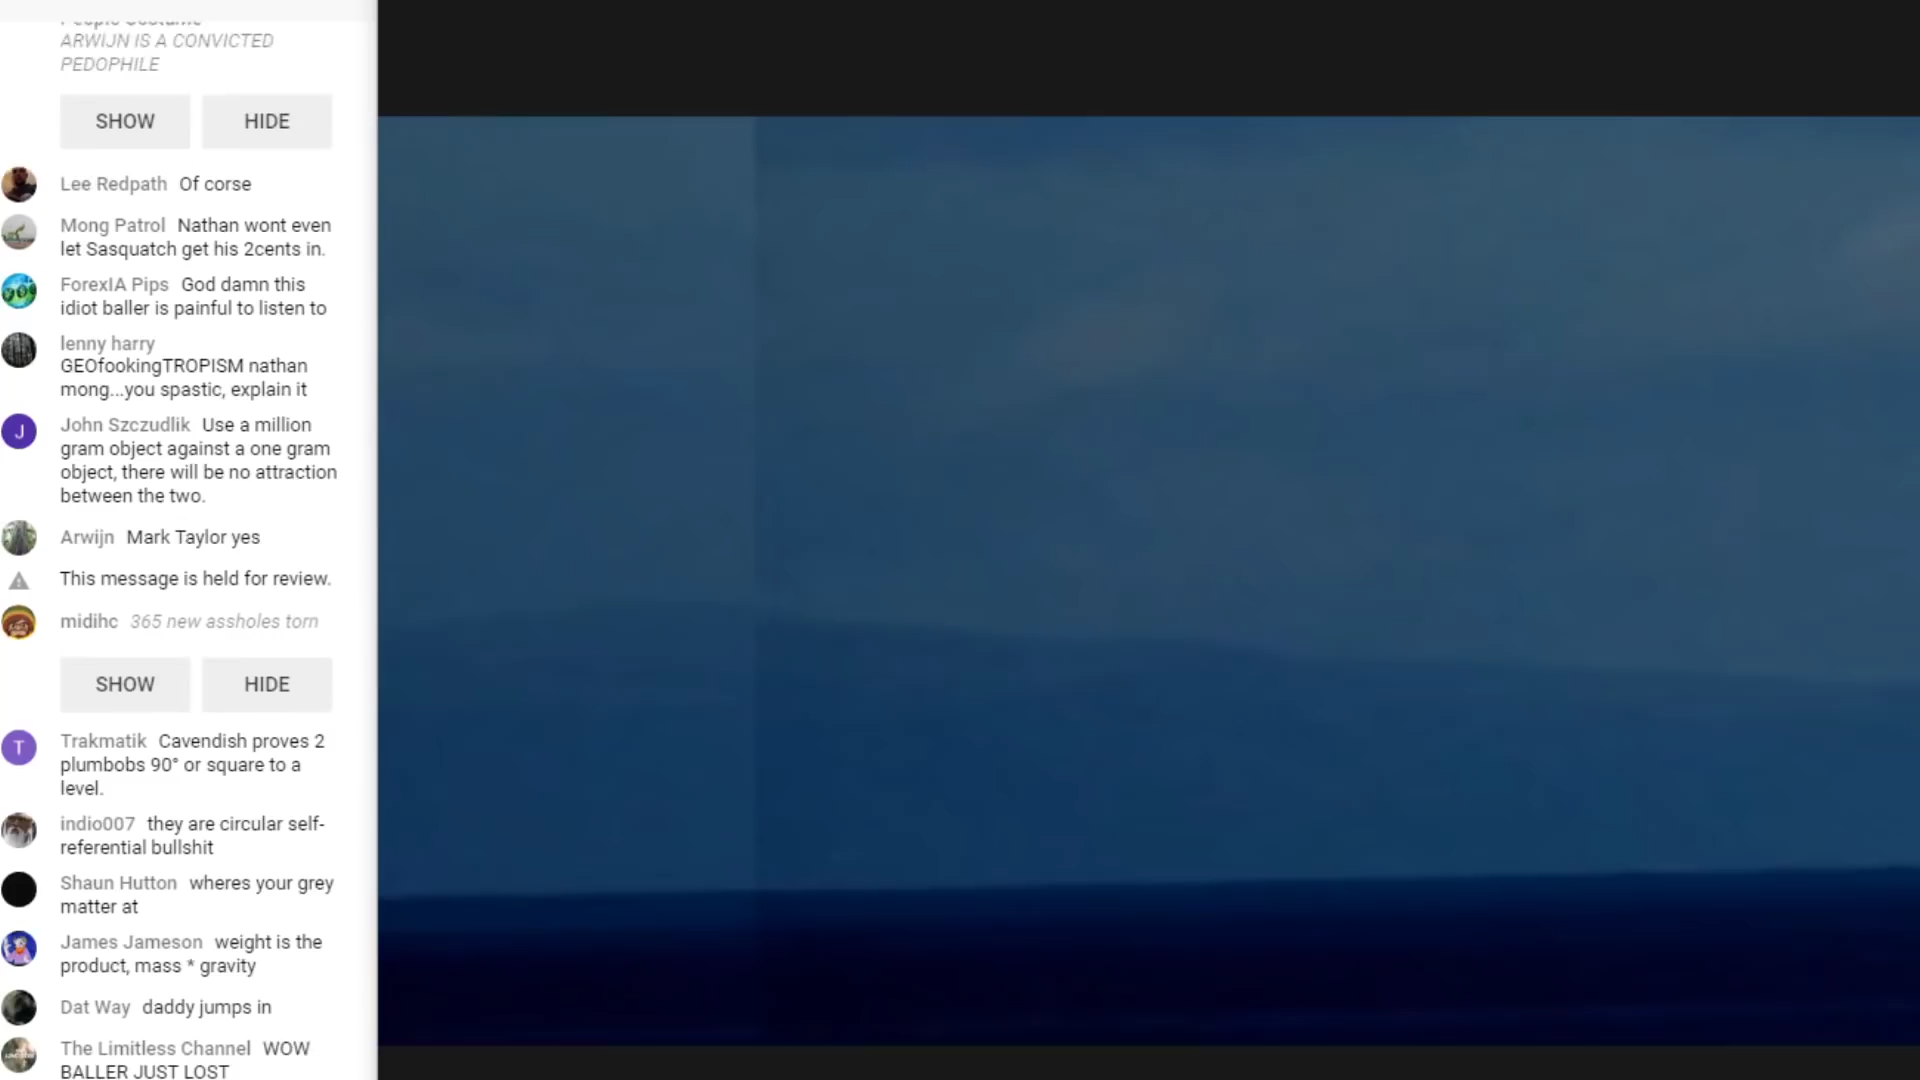 People Costume
ARWIJN IS A CONVICTED
PEDOPHILE
SHOW HIDE
Lee Redpath Of corse
Mong Patrol Nathan wont even
let Sasquatch get his 2cents in.
ForexIA Pips God damn this
idiot baller is painful to listen to
lenny harry
GEOfookingTROPISM nathan
mong...you spastic, explain it
J
John Szczudlik Use a million
gram object against a one gram
object, there will be no attraction
between the two.
Arwijn Mark Taylor yes
This message is held for review.
midihc 365 new assholes torn
SHOW HIDE
T
Trakmatik Cavendish proves 2
plumbobs 90° or square to a
level.
indio007 they are circular self-
referential bullshit
Shaun Hutton wheres your grey
matter at
James Jameson weight is the
product, mass * gravity
Dat Way daddy jumps in
The Limitless Channel WOW
BALLER JUST LOST